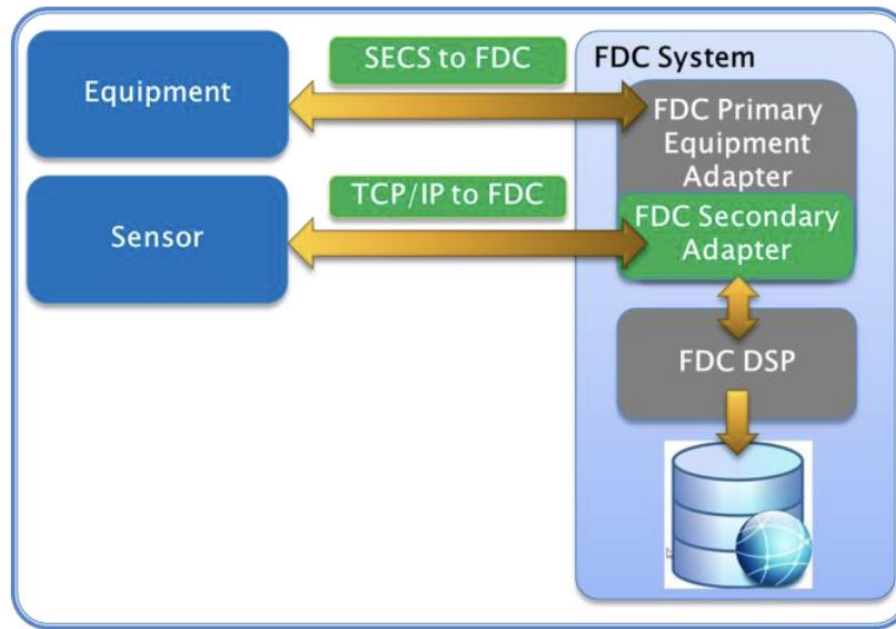 Equipment
SECS to FDC
FDC System
FDC Primary
Equipment
Adapter
Sensor
TCP/IP to FDC
FDC Secondary
Adapter
FDC DSP